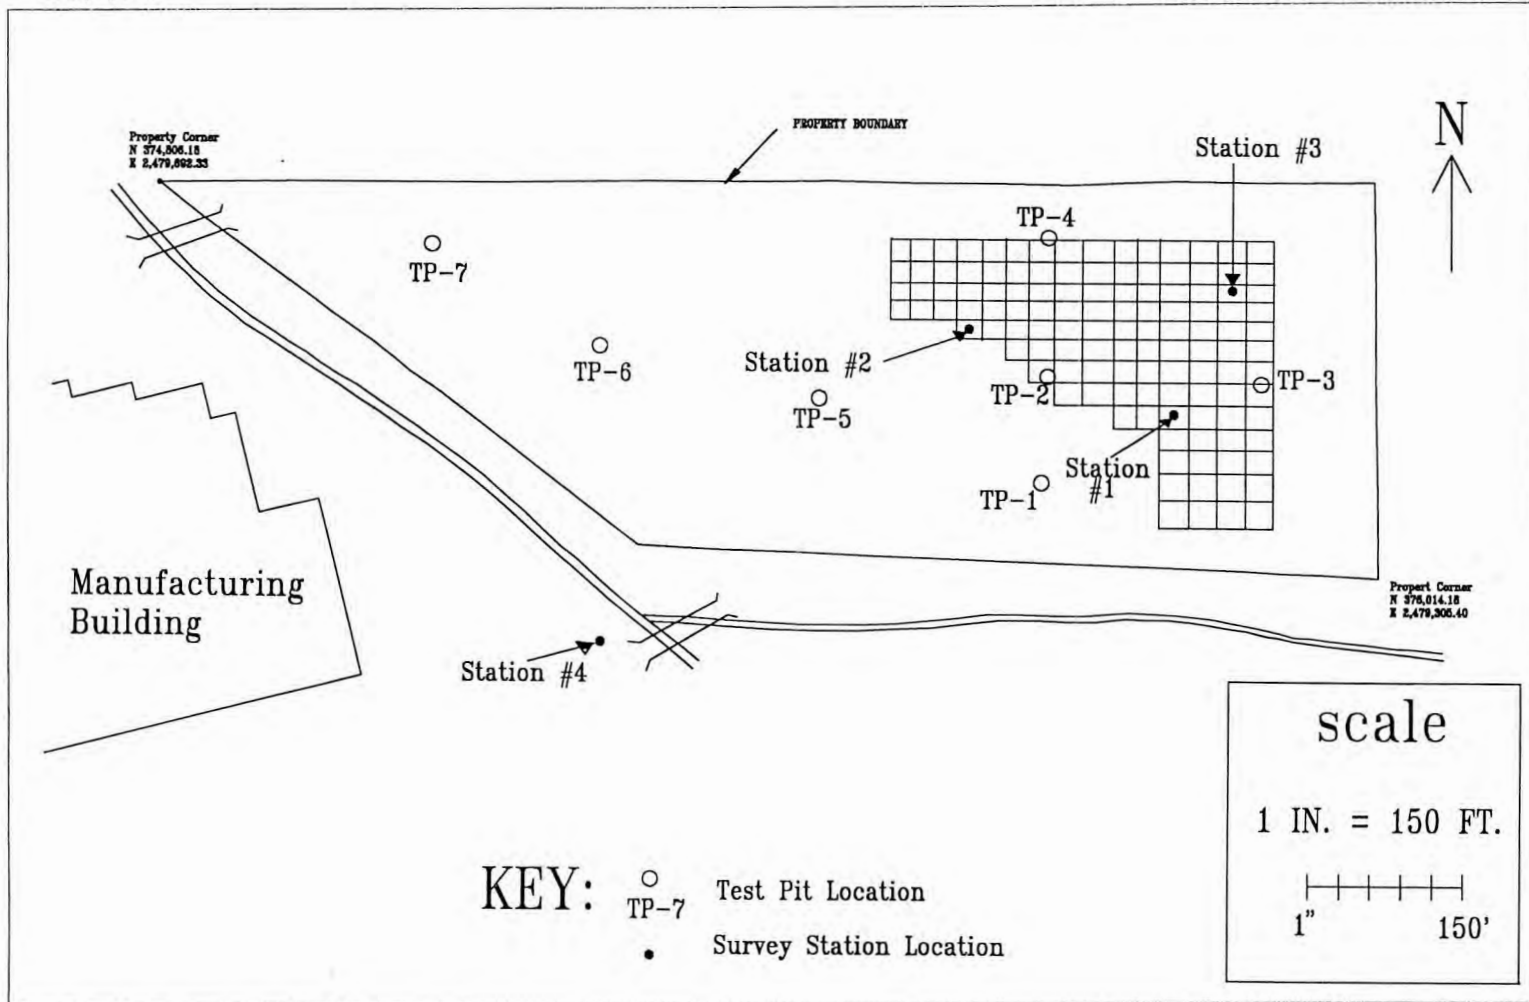 Property Corner
N 374,506.15
E 2,479,692.33
PROPERTY BOUNDARY
N
Station #3
TP-4
TP-7
Station #2
TP-6
TP-2
TP-3
TP-5
Station
#1
TP-1
Manufacturing
Building
Propert Corner
N 376,014.15
E 2,479,305.40
Station #4
scale
1 IN. = 150 FT.
1" 150'
KEY:
TP-7 Test Pit Location
Survey Station Location